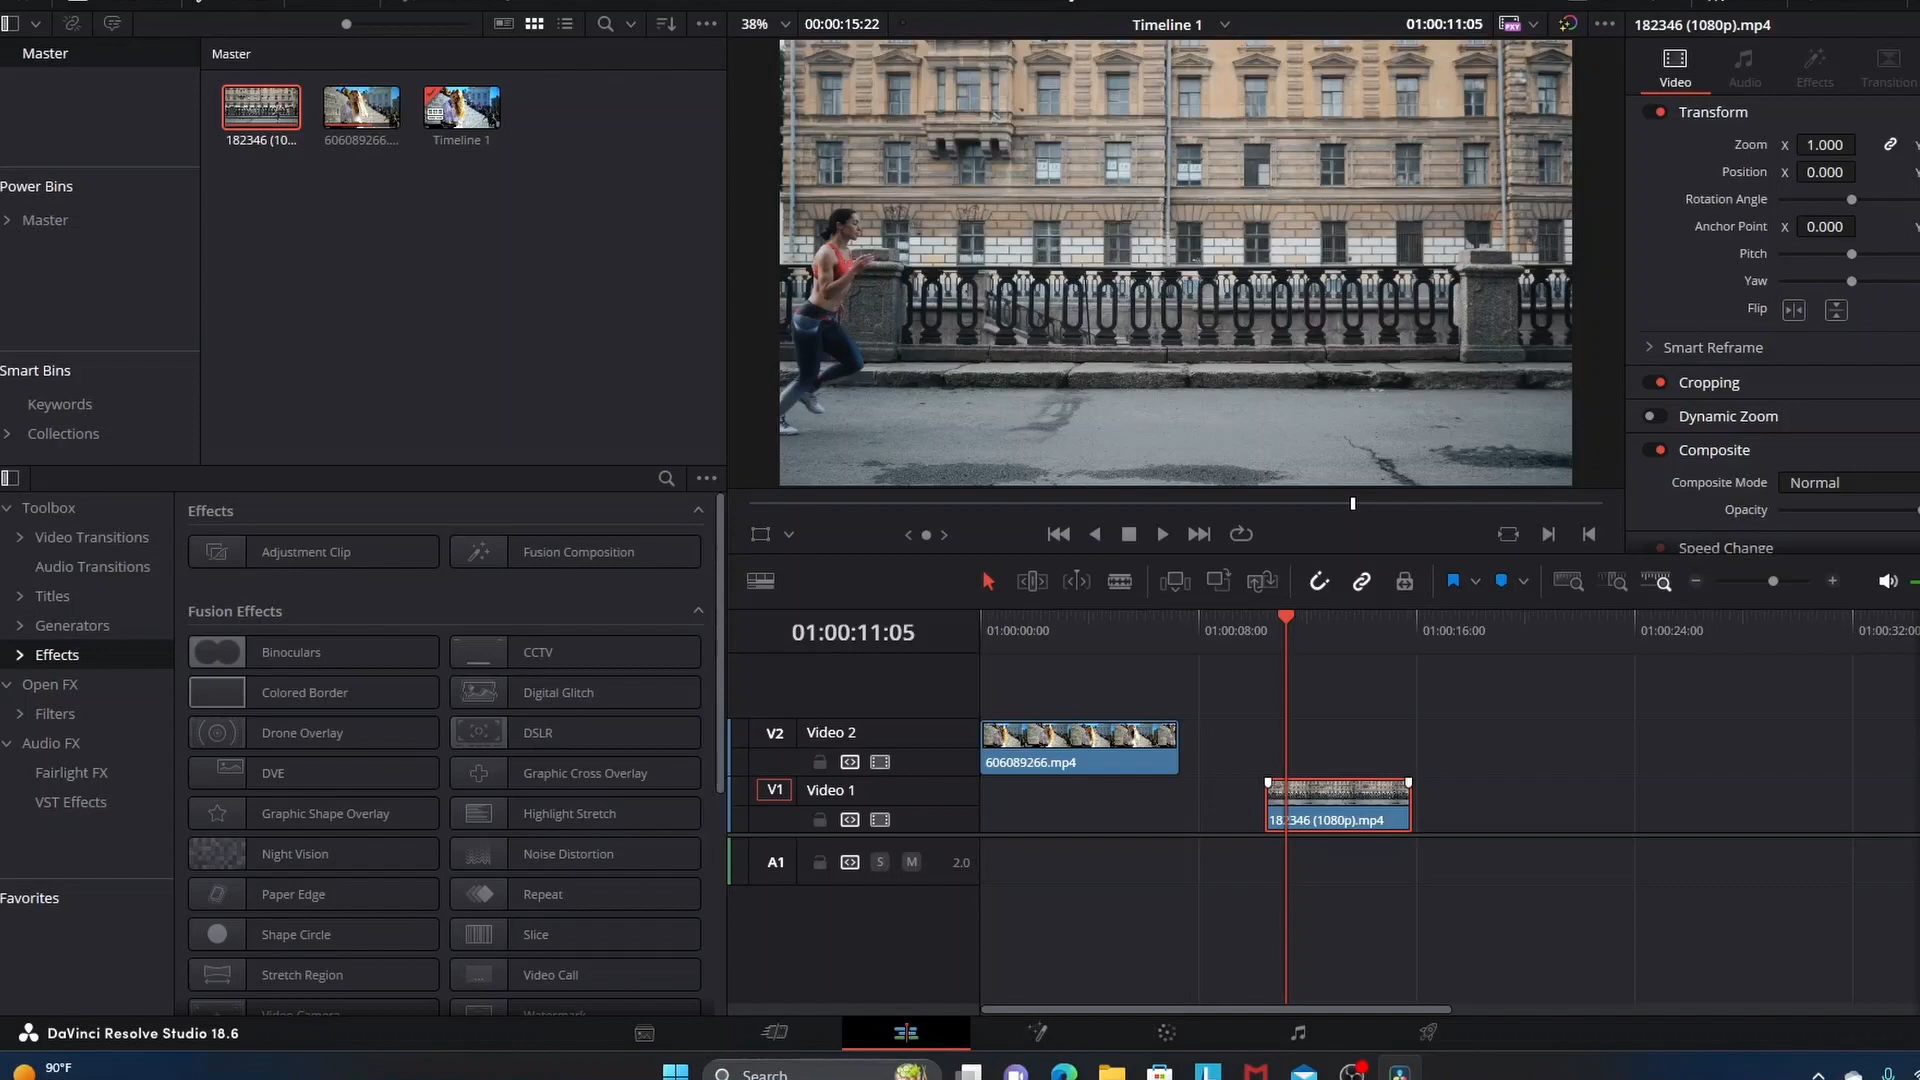 38%
00:00:15:22
Timeline 1
01:00:11:05
PXY
182346 (1080p).mp4
Master
Master
182346 (10...
606089266....
Timeline 1
Power Bins
Master
Smart Bins
Keywords
Collections
Video
Audio
Effects
Transition
Transform
Zoom X 1.000 Y
Position X 0.000 Y
Rotation Angle
Anchor Point X 0.000 Y
Pitch
Yaw
Flip
Smart Reframe
Cropping
Dynamic Zoom
Composite
Composite Mode Normal
Opacity
Speed Change
Toolbox
Video Transitions
Audio Transitions
Titles
Generators
Effects
Open FX
Filters
Audio FX
Fairlight FX
VST Effects
Favorites
Effects
Adjustment Clip
Fusion Composition
Fusion Effects
Binoculars
CCTV
Colored Border
Digital Glitch
Drone Overlay
DSLR
DVE
Graphic Cross Overlay
Graphic Shape Overlay
Highlight Stretch
Night Vision
Noise Distortion
Paper Edge
Repeat
Shape Circle
Slice
Stretch Region
Video Call
Video Camera
Watermark
01:00:11:05
01:00:00:00
01:00:08:00
01:00:16:00
01:00:24:00
01:00:32:00
V2
Video 2
606089266.mp4
V1
Video 1
182346 (1080p).mp4
A1
S
M
2.0
DaVinci Resolve Studio 18.6
90°F
Search